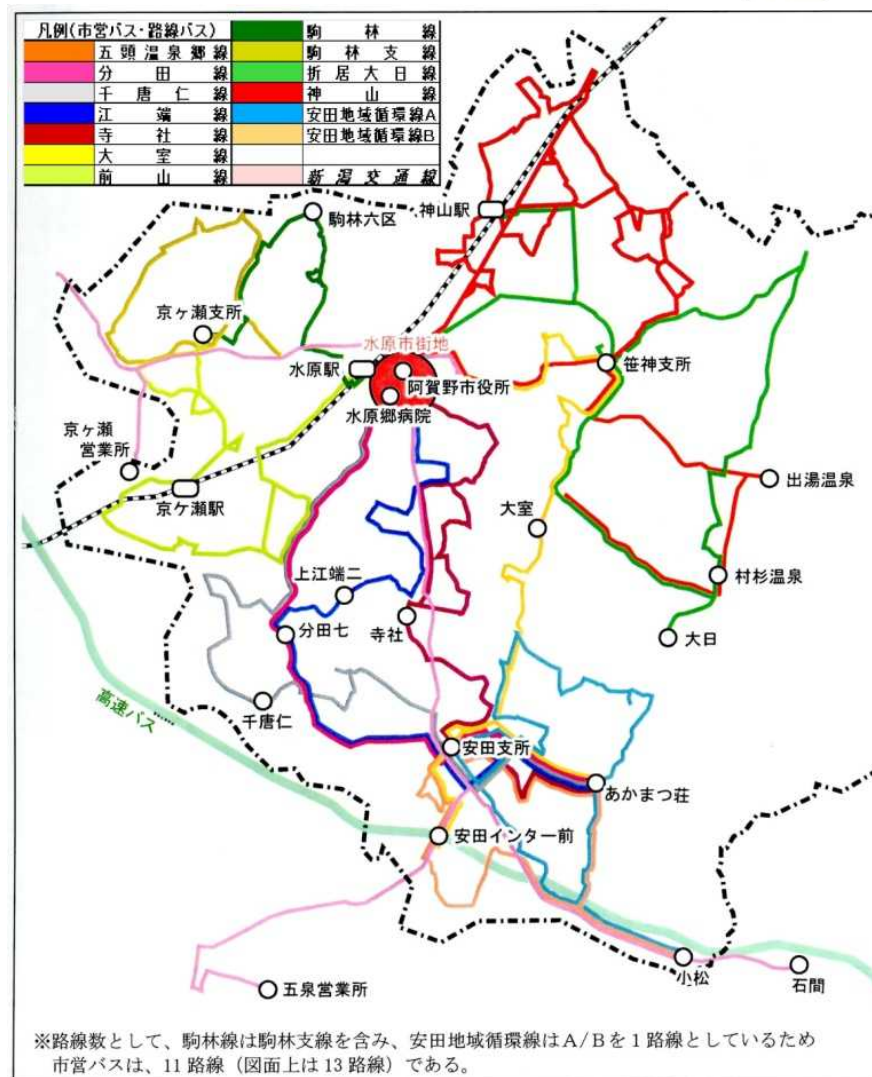 凡例(市営バス・路線バス)
駒林線
五頭温泉郷線
駒林支線
分田線
折居大日線
千唐仁線
神山線
江端線
安田地域循環線A
寺社線
安田地域循環線B
大室線
前山線
新潟交通線
神山駅
駒林六区
京ヶ瀬支所
水原市街地
水原駅
阿賀野市役所
笹神支所
水原郷病院
京ヶ瀬
営業所
出湯温泉
京ケ瀬駅
大室
村杉温泉
上江端二
寺社
分田七
大日
千唐仁
高速バス
安田支所
あかまつ荘
安田インター前
小松
石間
五泉営業所
※路線数として、駒林線は駒林支線を含み、安田地域循環線はA/Bを1路線としているため
市営バスは、11路線（図面上は13路線）である。